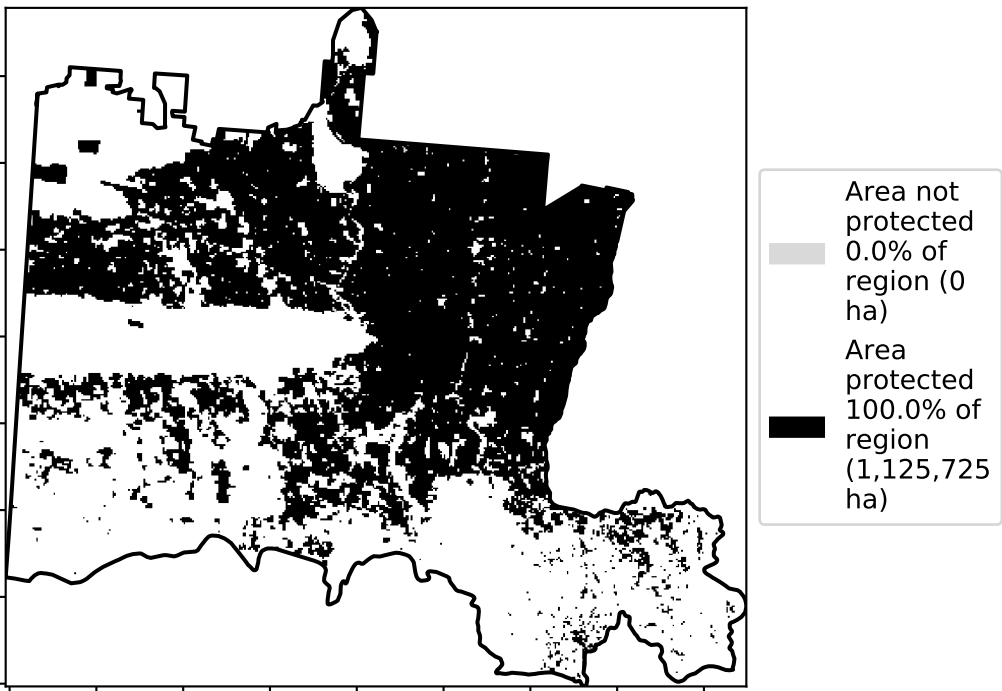 Area not
protected
0.0% of
region (0
ha)
Area
protected
100.0% of
region
(1,125,725
ha)